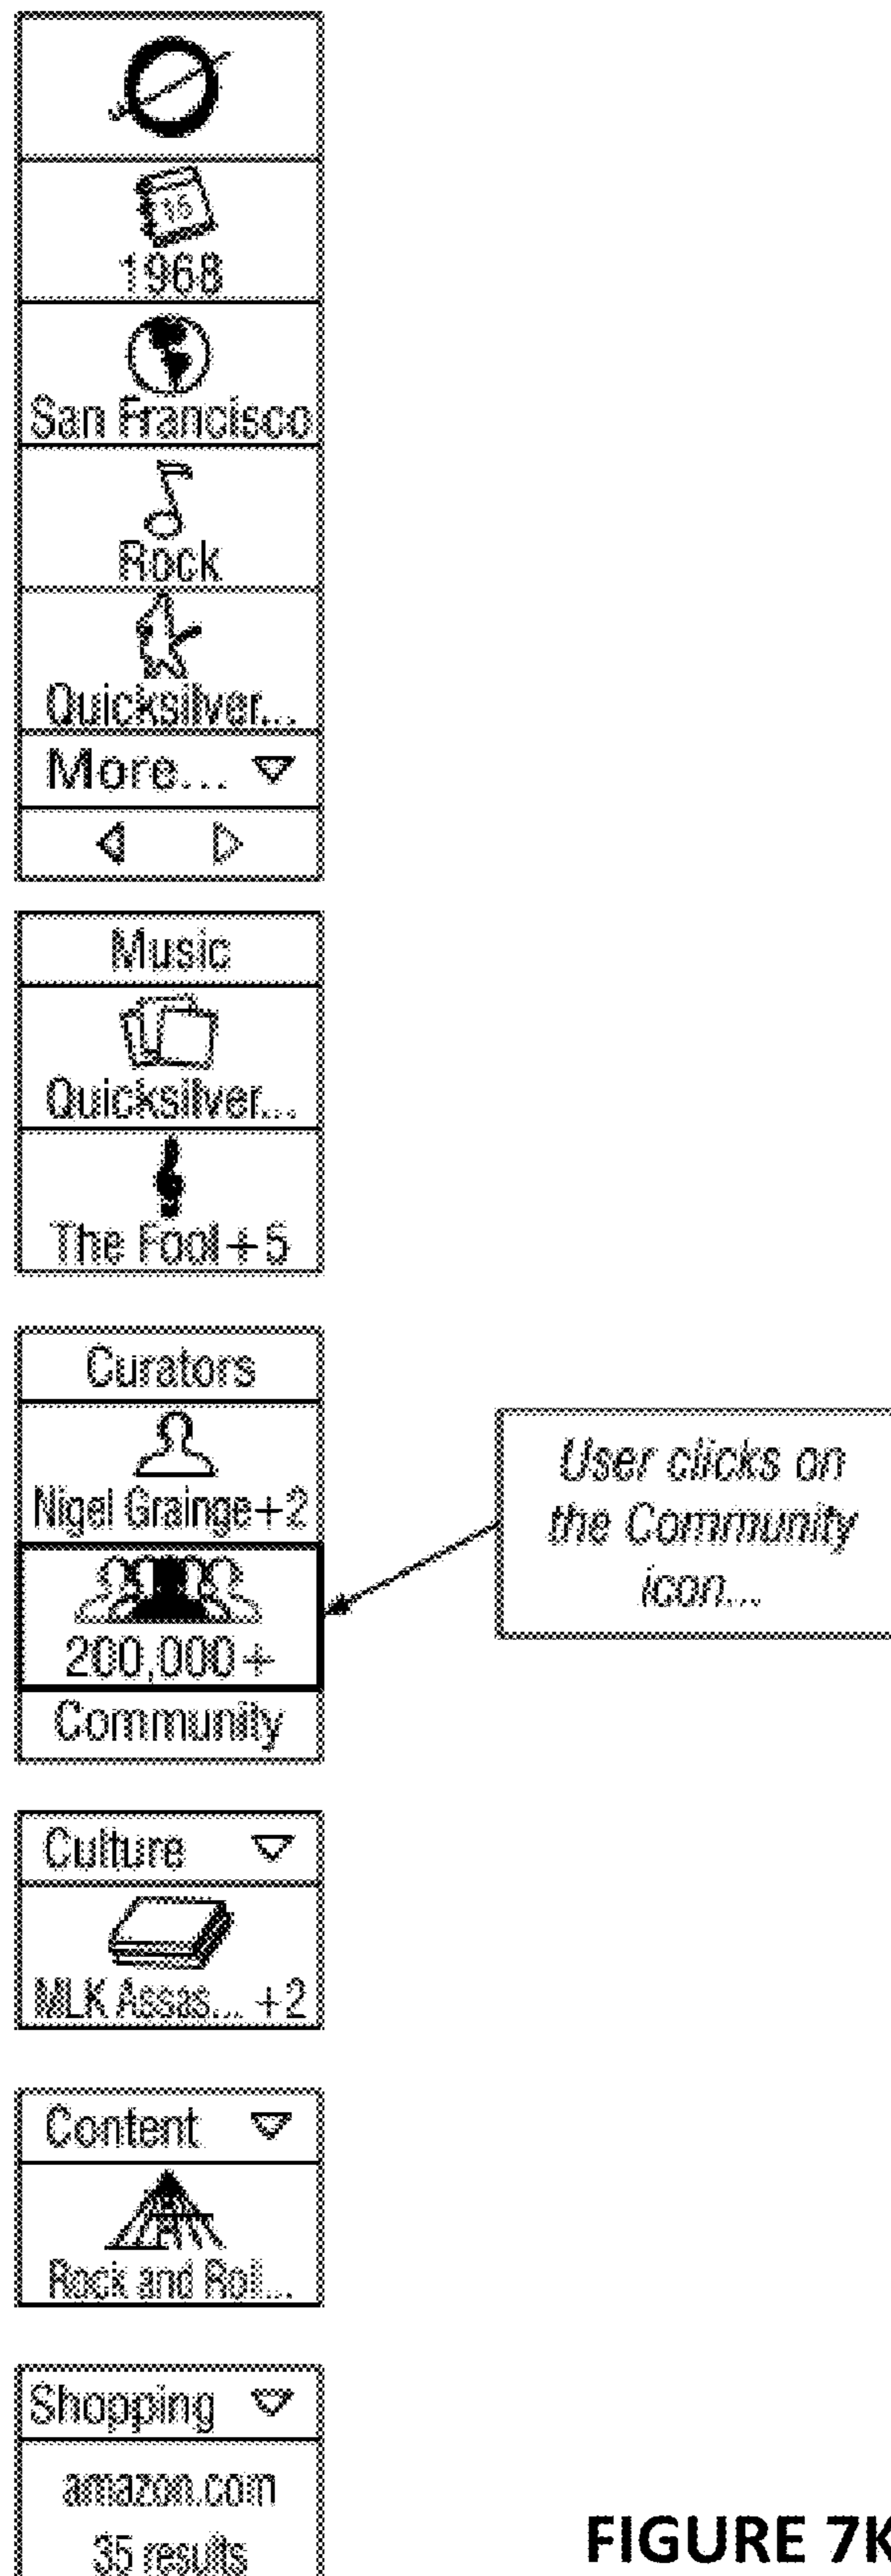 15
1968
San Francisco
Rock
Quicksilver...
More...
Music
Quicksilver...
The Fool +5
Curators
Nigel Grainge+2
200,000+
Community
User clicks on
the Community
icon...
Culture
MLK Assas... +2
Content
Rock and Roll...
Shopping
amazon.com
35 results
FIGURE 7K